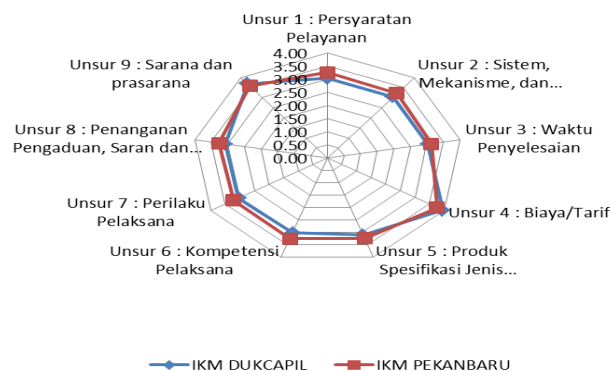 Unsur 1 : Persyaratan
Pelayanan
4.00
3.50
3.00
2.50
2.00
1.50
1.00
0.50
0.00
Unsur 2 : Sistem,
Mekanisme, dan...
Unsur 3 : Waktu
Penyelesaian
Unsur 4 : Biaya/Tarif
Unsur 5 : Produk
Spesifikasi Jenis...
Unsur 6 : Kompetensi
Pelaksana
Unsur 7 : Perilaku
Pelaksana
Unsur 8 : Penanganan
Pengaduan, Saran dan...
Unsur 9 : Sarana dan
prasarana
IKM DUKCAPIL
IKM PEKANBARU